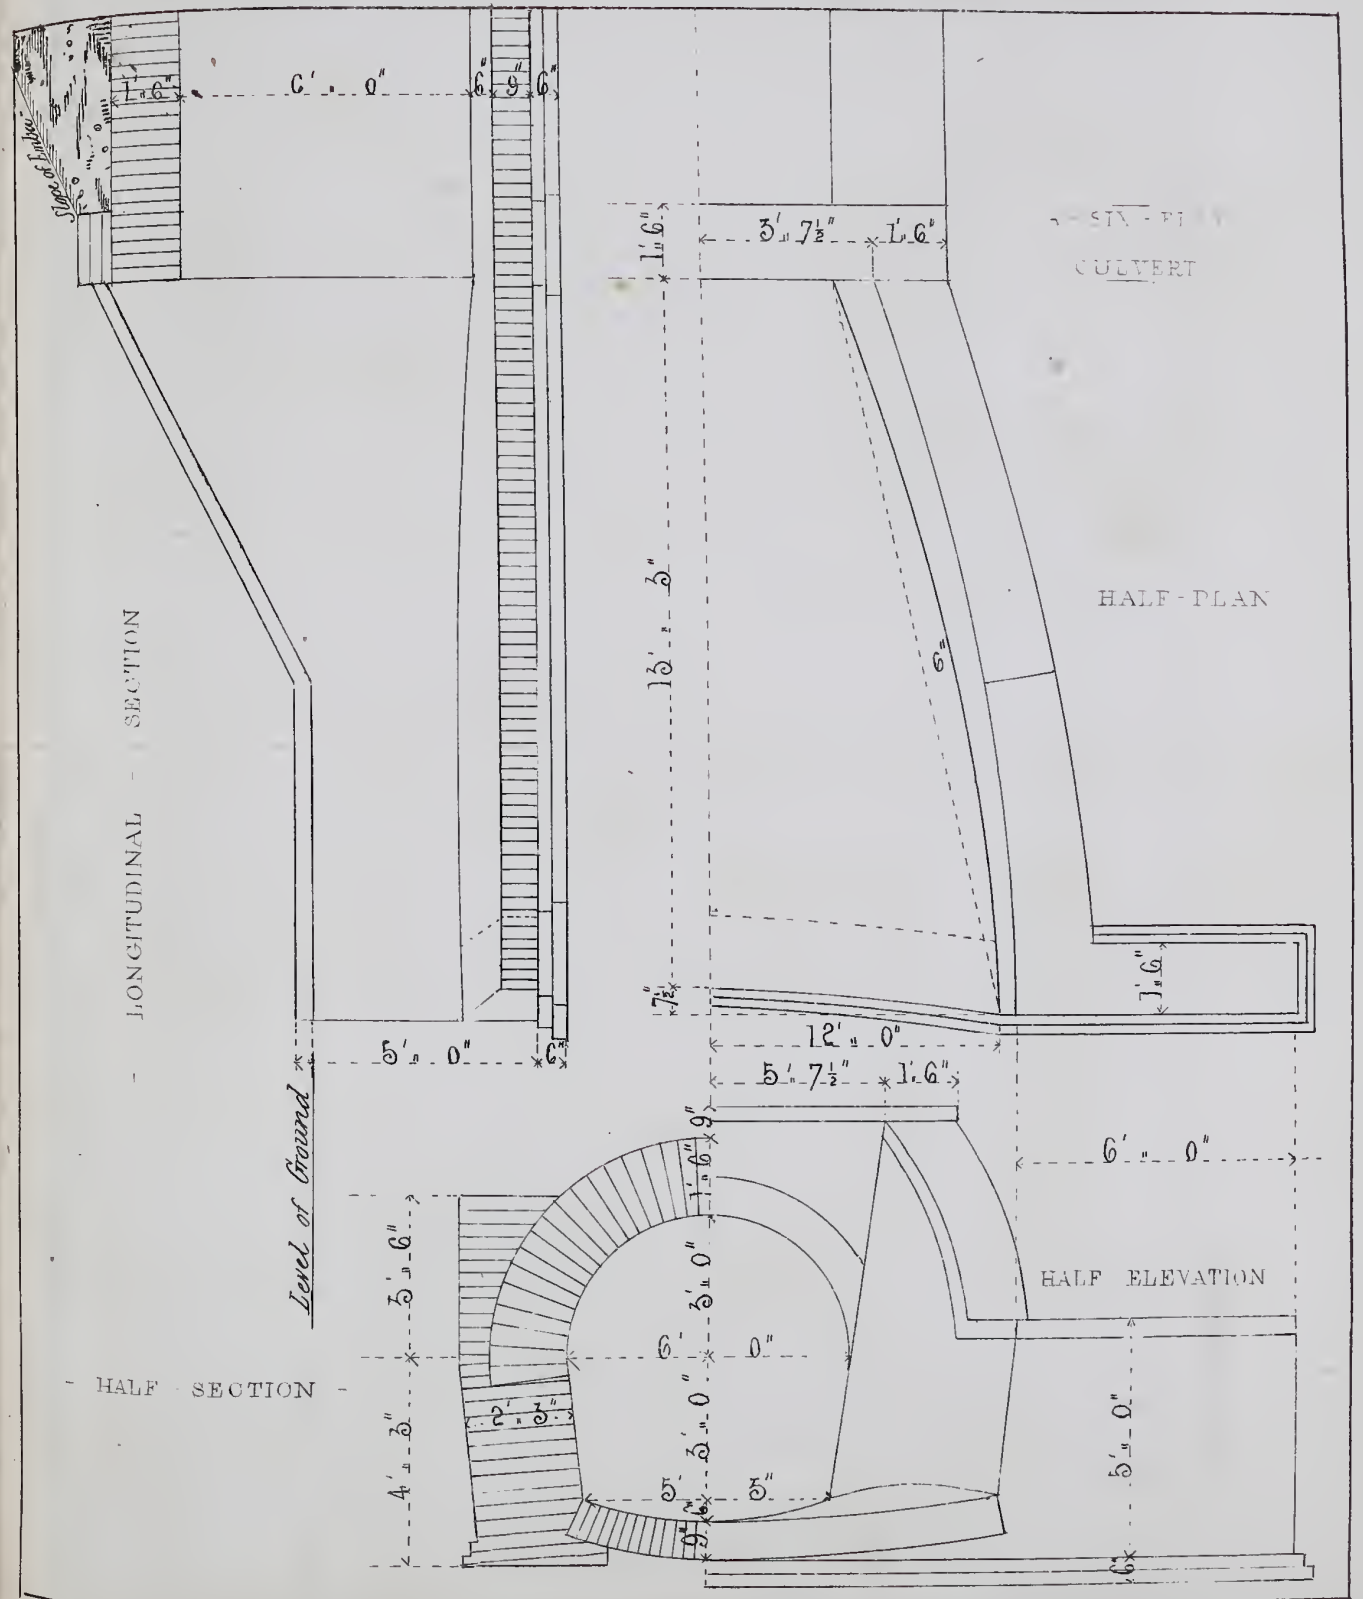 1'. 6"
6' . 0"
6"
9"
6"
Slope of Emb
1'. 6"
3'. 7½"
1'. 6"
SIX - F
CULVERT
HALF - PLAN
13' . 3"
6"
LONGITUDINAL - SECTION
7½"
1'. 6"
12' " 0"
5' " 0"
6"
5'. 7½"
1'. 6"
Level of Ground
9"
1'. 6"
6' " 0"
3' " 6"
3' " 0"
HALF ELEVATION
6' 0"
- HALF SECTION -
2' . 3"
4' " 3"
3' " 0"
5' " 0"
5' 5"
9"
6"